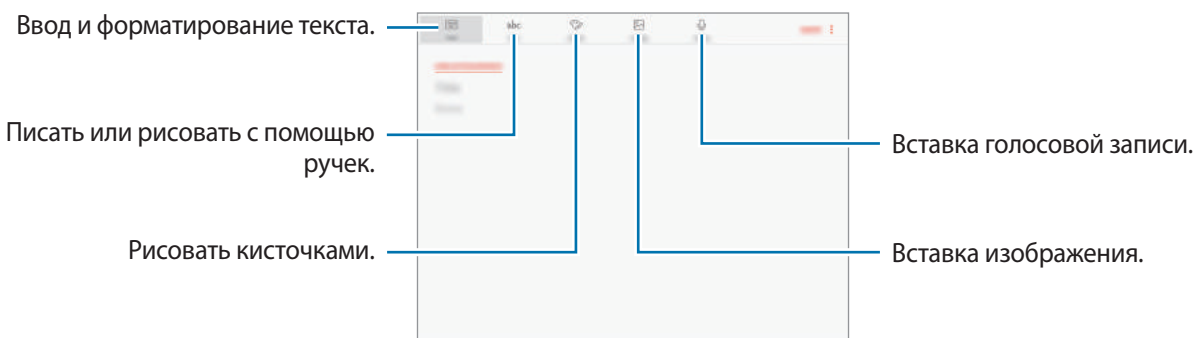 Ввод и форматирование текста.
abc
Писать или рисовать с помощью
ручек.
Вставка голосовой записи.
Рисовать кисточками.
Вставка изображения.